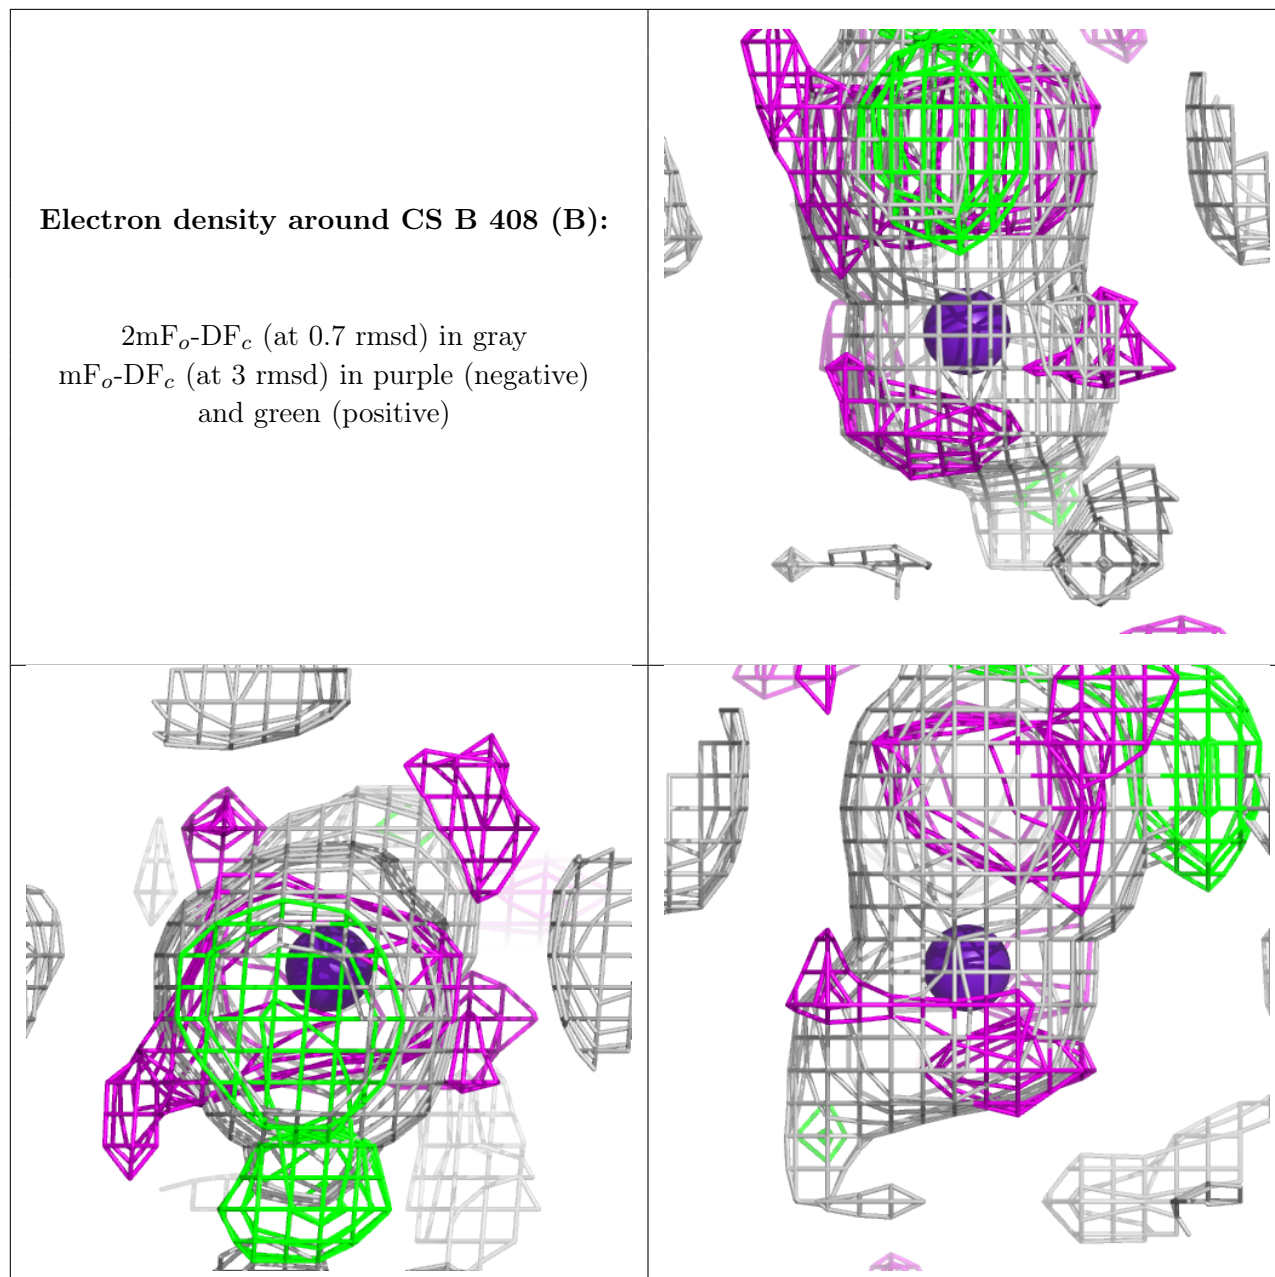 Electron density around CS B 408 (B):
2mFo-DFc (at 0.7 rmsd) in gray
mFo-DFc (at 3 rmsd) in purple (negative)
and green (positive)